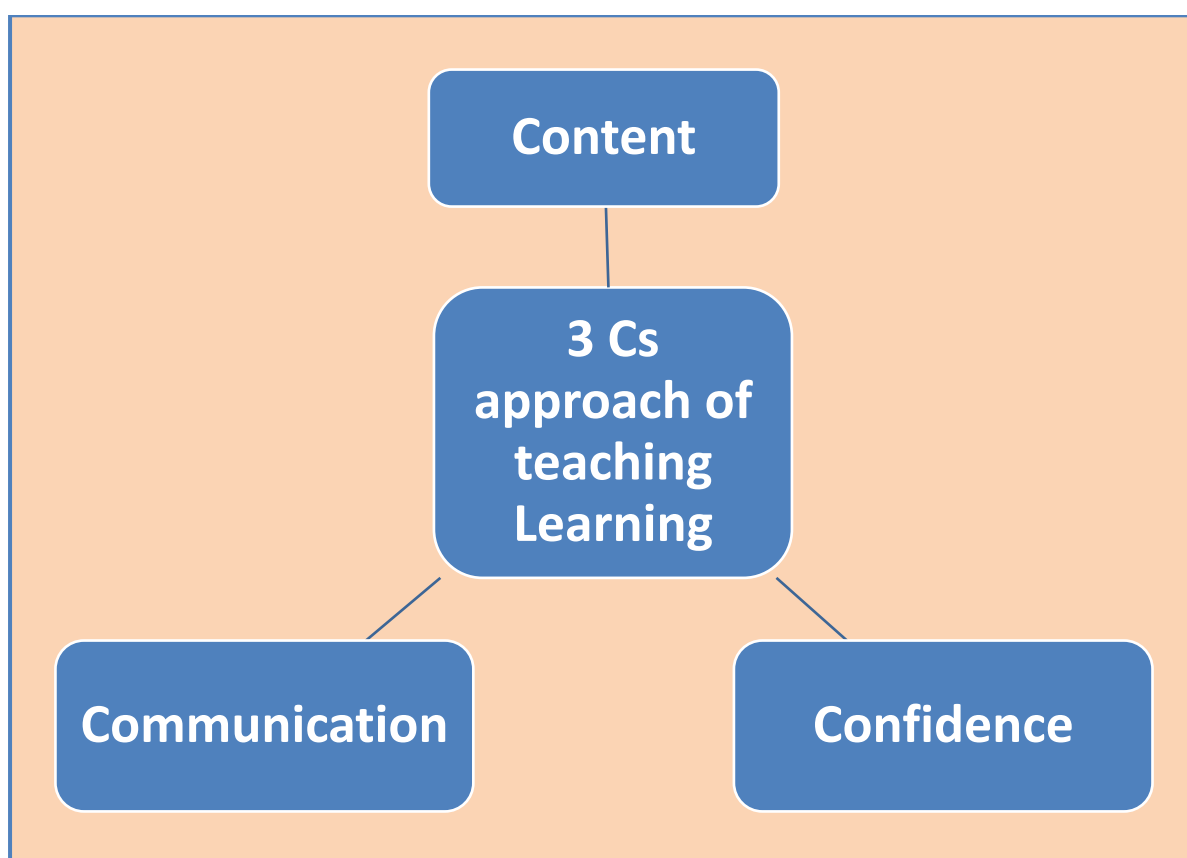 Content
3 Cs
approach of
teaching
Learning
Communication
Confidence